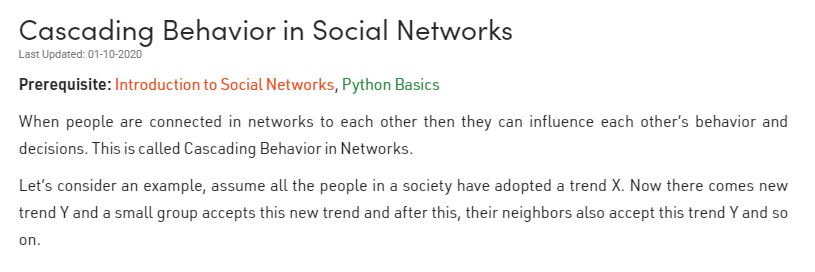 Cascading Behavior in Social Networks
Last Updated: 01-10-2020
Prerequisite: Introduction to Social Networks, Python Basics
When people are connected in networks to each other then they can influence each other's behavior and
decisions. This is called Cascading Behavior in Networks.
Let's consider an example, assume all the people in a society have adopted a trend X. Now there comes new
trend Y and a small group accepts this new trend and after this, their neighbors also accept this trend Y and so
on.